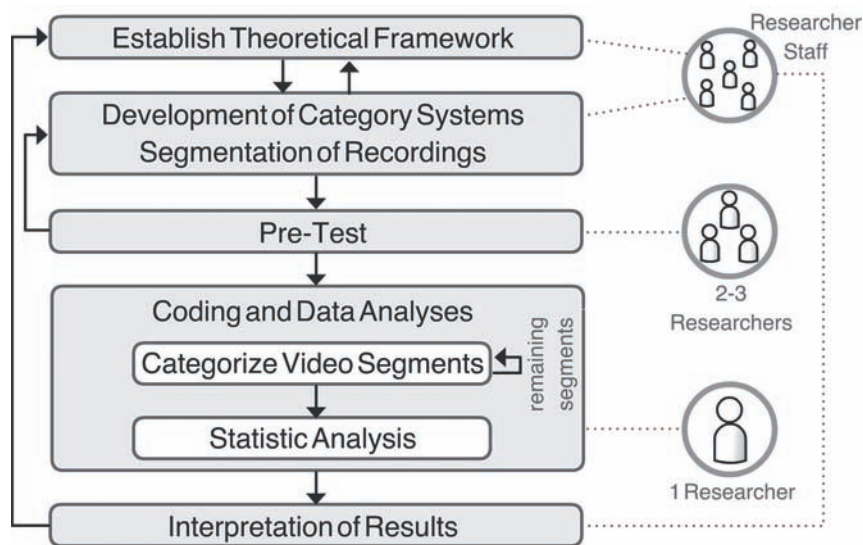 Establish Theoretical Framework
Researcher
Staff
Development of Category Systems
Segmentation of Recordings
Pre-Test
2-3
Researchers
Coding and Data Analyses
Categorize Video Segments
remaining
segments
Statistic Analysis
1 Researcher
Interpretation of Results